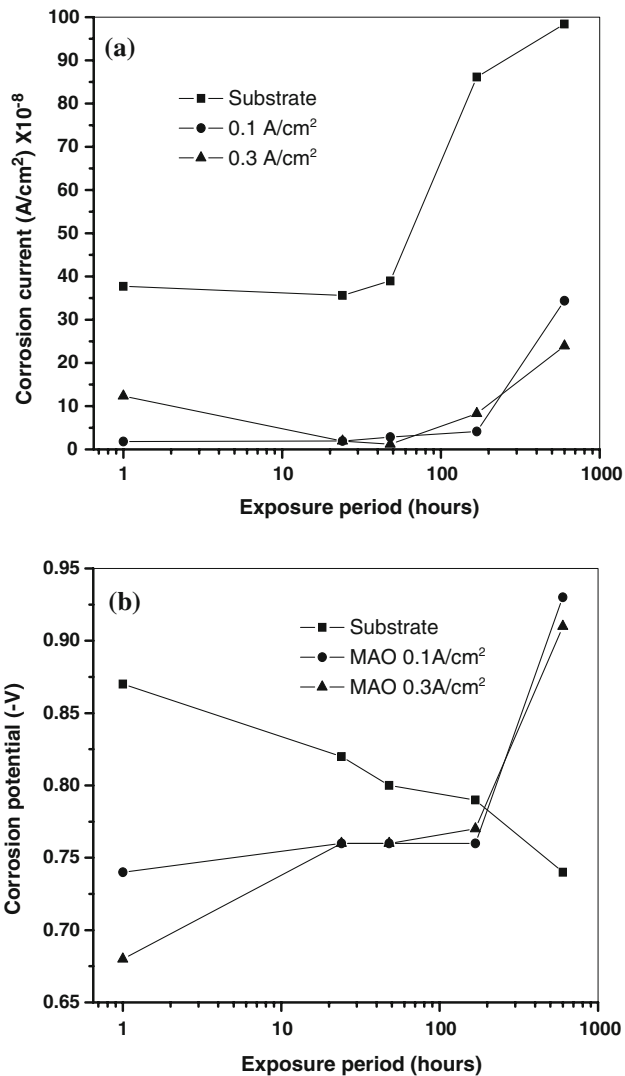 (a)
Substrate
0.1 A/cm²
0.3 A/cm²
100
90
80
70
60
50
40
30
20
10
0
Corrosion current (A/cm²) X10⁻⁸
1
10
100
1000
Exposure period (hours)
(b)
Substrate
MAO 0.1A/cm²
MAO 0.3A/cm²
0.95
0.90
0.85
0.80
0.75
0.70
0.65
Corrosion potential (-V)
1
10
100
1000
Exposure period (hours)